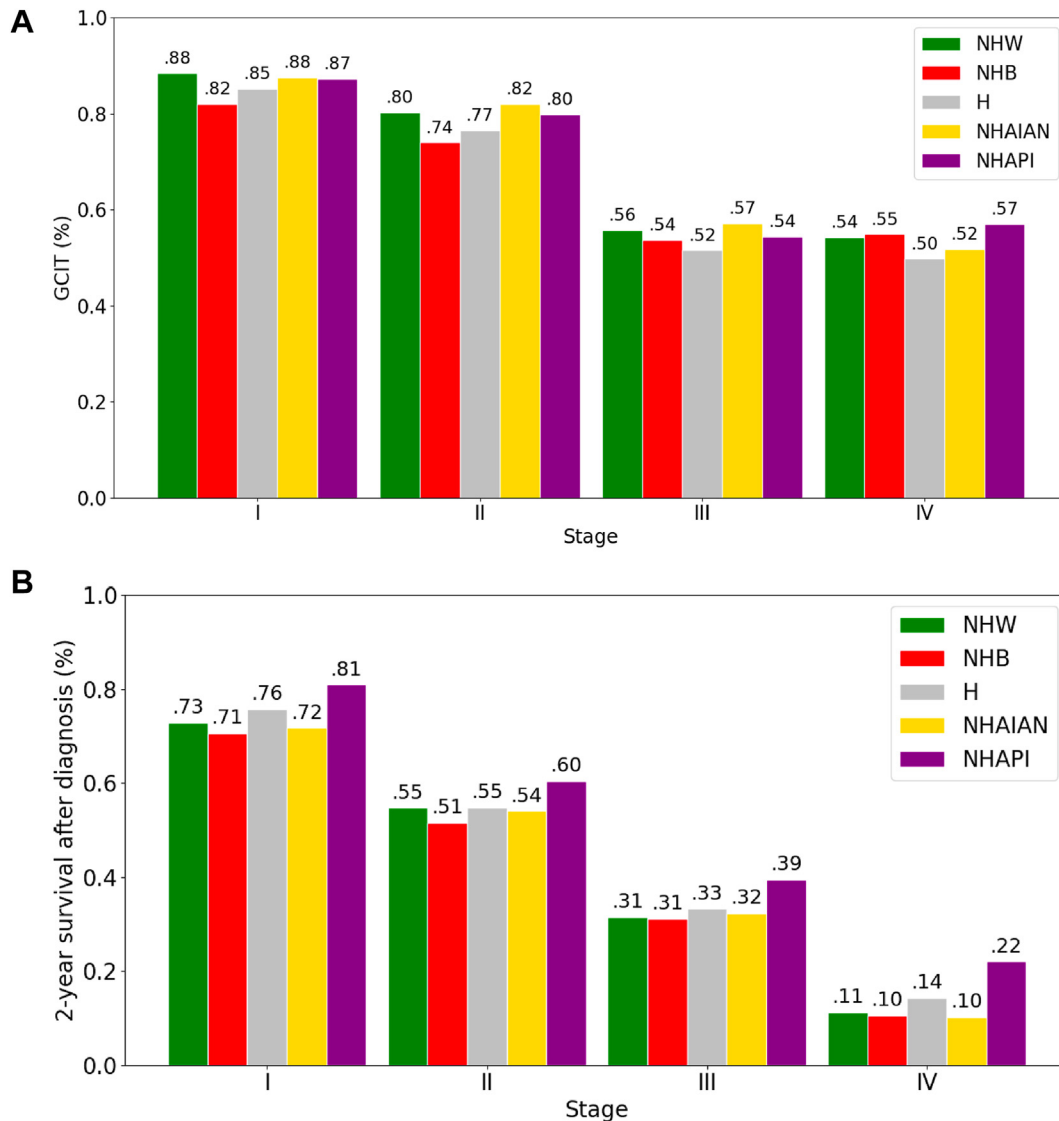 A
GCIT (%)
1.0
0.8
0.6
0.4
0.2
0.0
.88 .82 .85 .88 .87
.80 .74 .77 .82 .80
.56 .54 .52 .57 .54
.54 .55 .50 .52 .57
NHW
NHB
H
NHAIAN
NHAPI
I II III IV
Stage
B
2-year survival after diagnosis (%)
1.0
0.8
0.6
0.4
0.2
0.0
.73 .71 .76 .72 .81
.55 .51 .55 .54 .60
.31 .31 .33 .32 .39
.11 .10 .14 .10 .22
NHW
NHB
H
NHAIAN
NHAPI
I II III IV
Stage